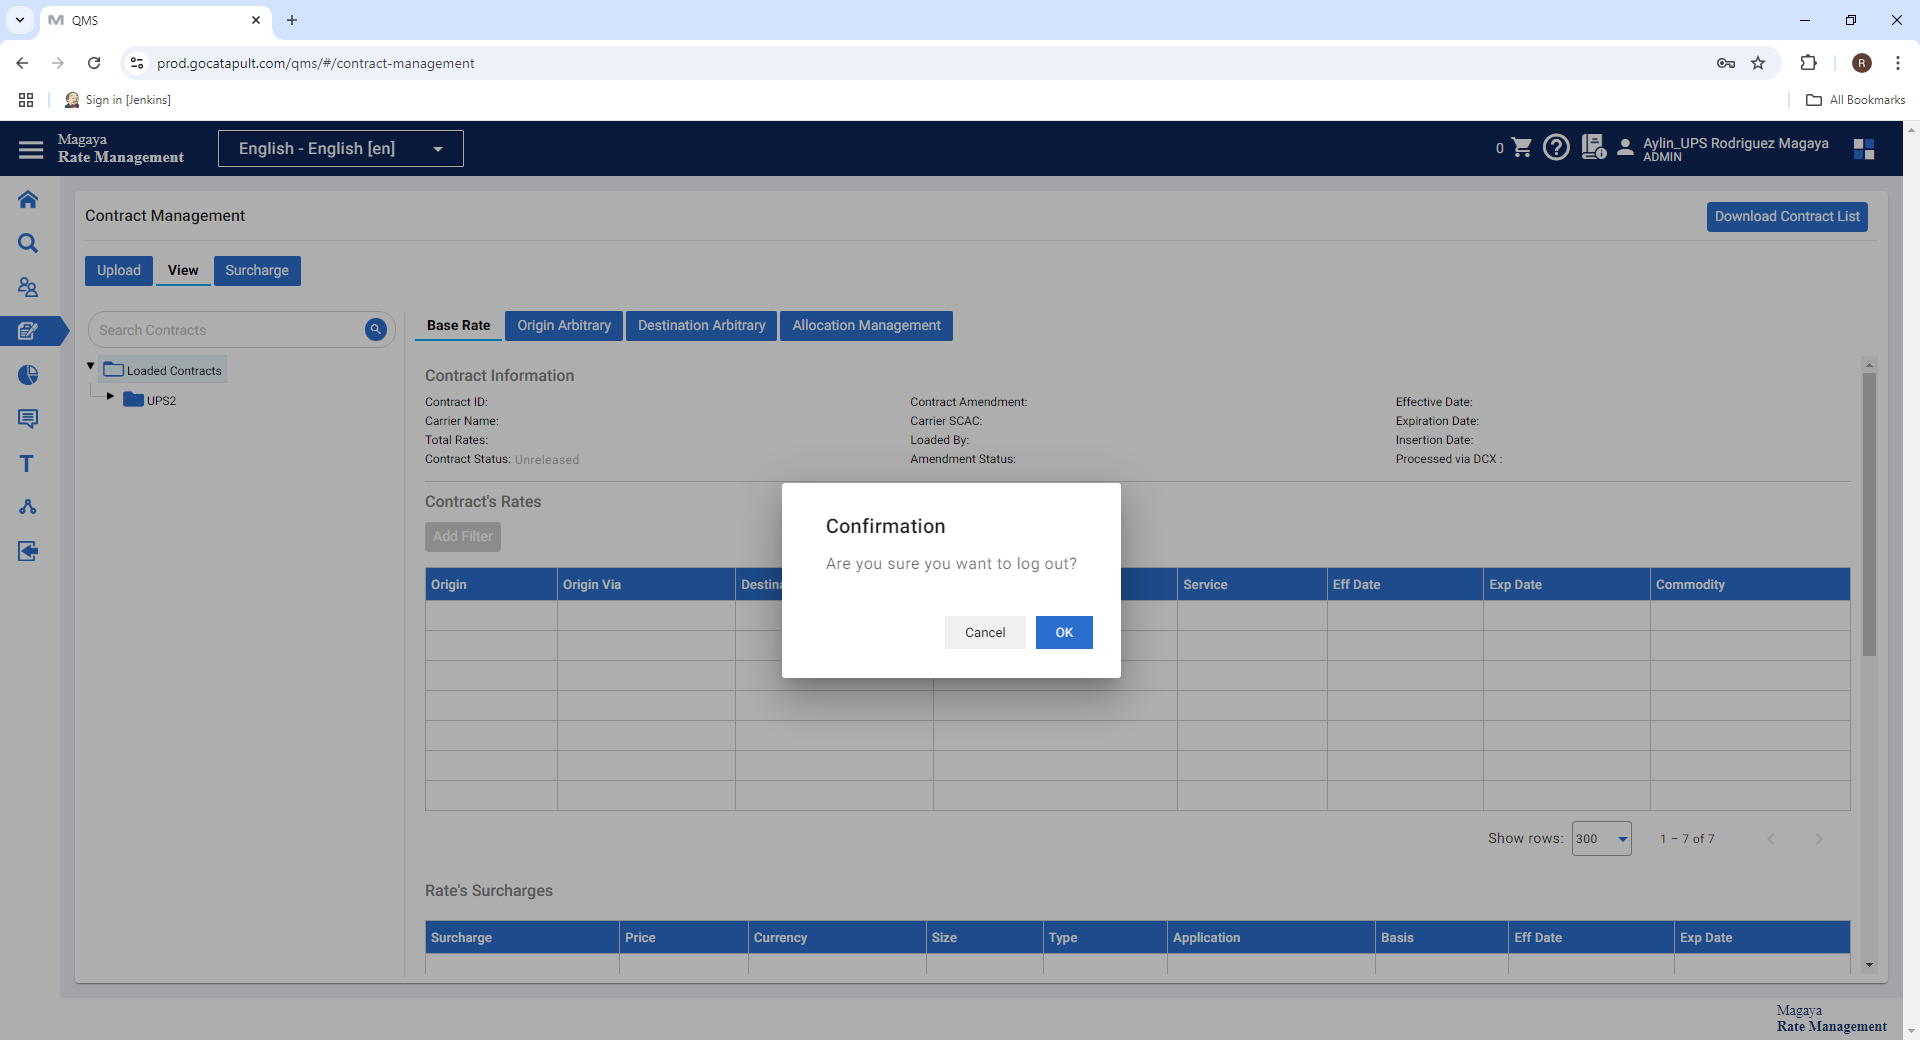 QMS
prod.gocatapult.com/qms/#/contract-management
R
Sign in [Jenkins]
All Bookmarks
Magaya
Rate Management
English - English [en]
0
Aylin_UPS Rodriguez Magaya
ADMIN
Contract Management
Download Contract List
Upload
View
Surcharge
Search Contracts
Loaded Contracts
UPS2
Base Rate
Origin Arbitrary
Destination Arbitrary
Allocation Management
Contract Information
Contract ID:
Contract Amendment:
Effective Date:
Carrier Name:
Carrier SCAC:
Expiration Date:
Total Rates:
Loaded By:
Insertion Date:
Contract Status: Unreleased
Amendment Status:
Processed via DCX :
Contract's Rates
Add Filter
Confirmation
Are you sure you want to log out?
Cancel
OK
Origin
Origin Via
Destina
Service
Eff Date
Exp Date
Commodity
Show rows:
300
1 – 7 of 7
Rate's Surcharges
Surcharge
Price
Currency
Size
Type
Application
Basis
Eff Date
Exp Date
Magaya
Rate Management